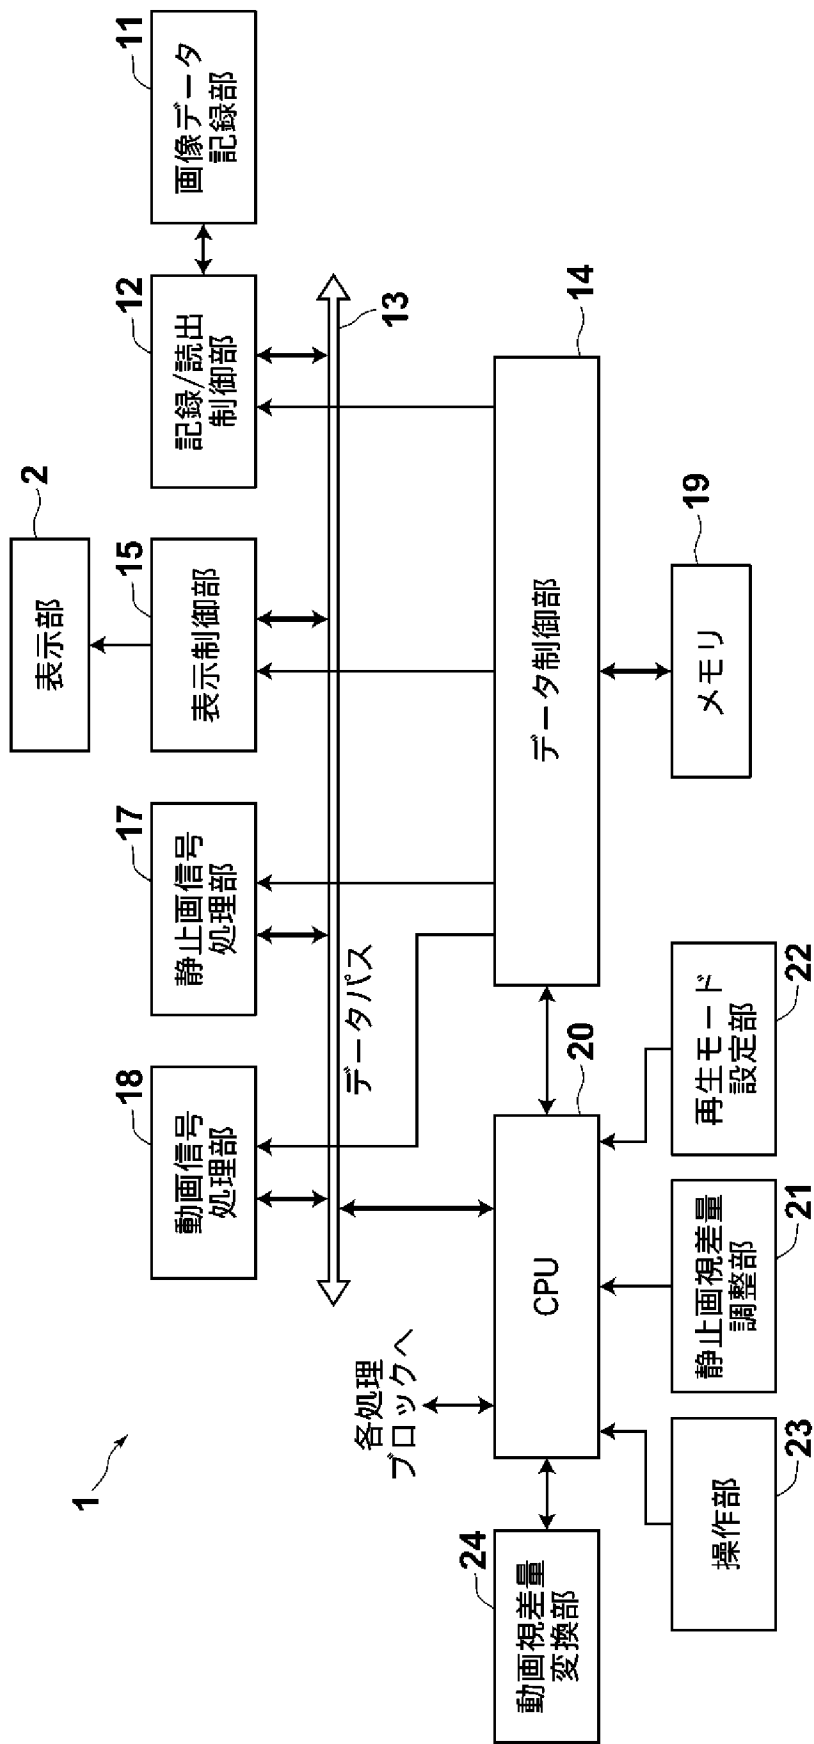 1
表示部
2
動画信号
処理部
18
静止画信号
処理部
17
表示制御部
15
記録/読出
制御部
12
画像データ
記録部
11
データパス
13
各処理
ブロックへ
動画視差量
変換部
24
CPU
20
データ制御部
14
操作部
23
静止画視差量
調整部
21
再生モード
設定部
22
メモリ
19